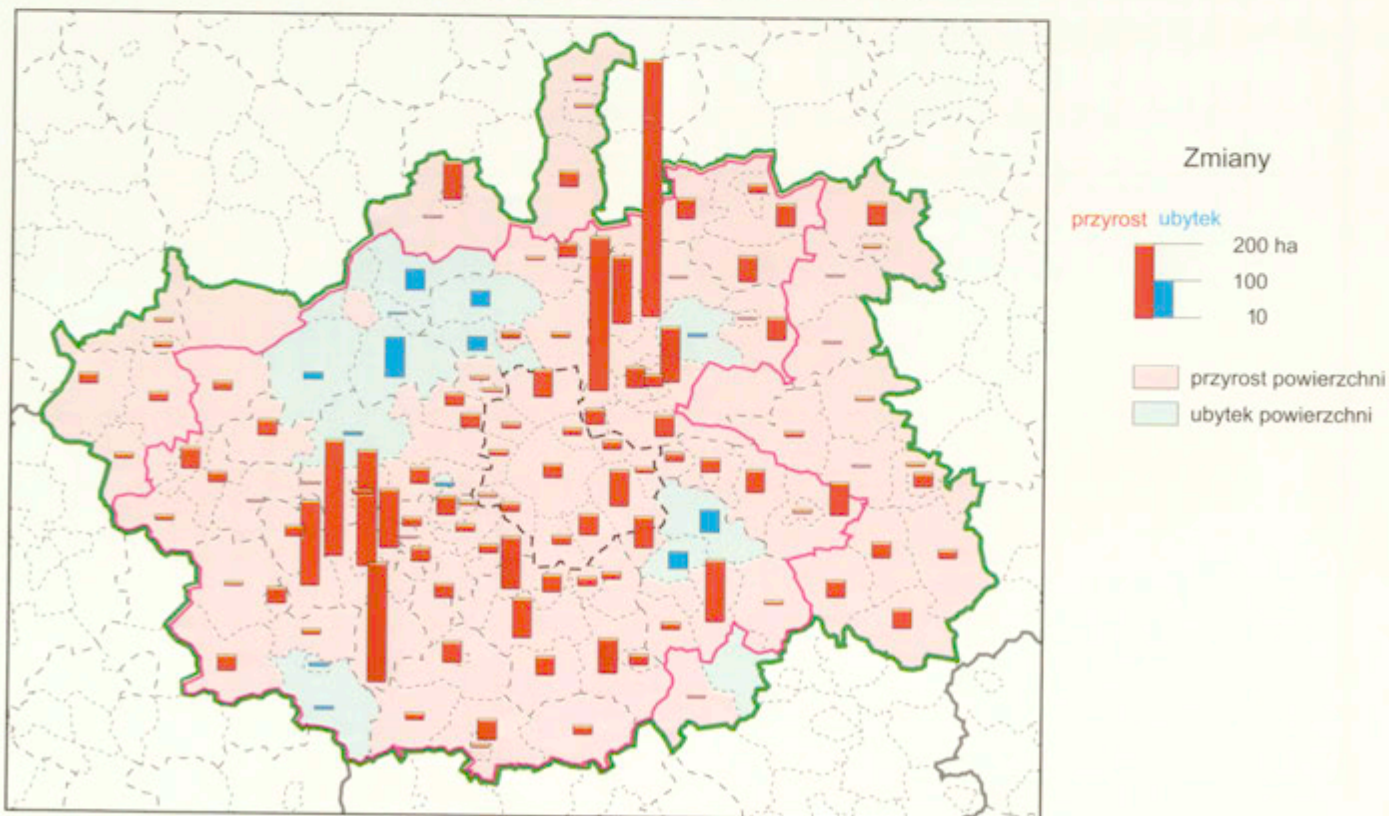 Zmiany
przyrost ubytek
200 ha
100
10
przyrost powierzchni
ubytek powierzchni